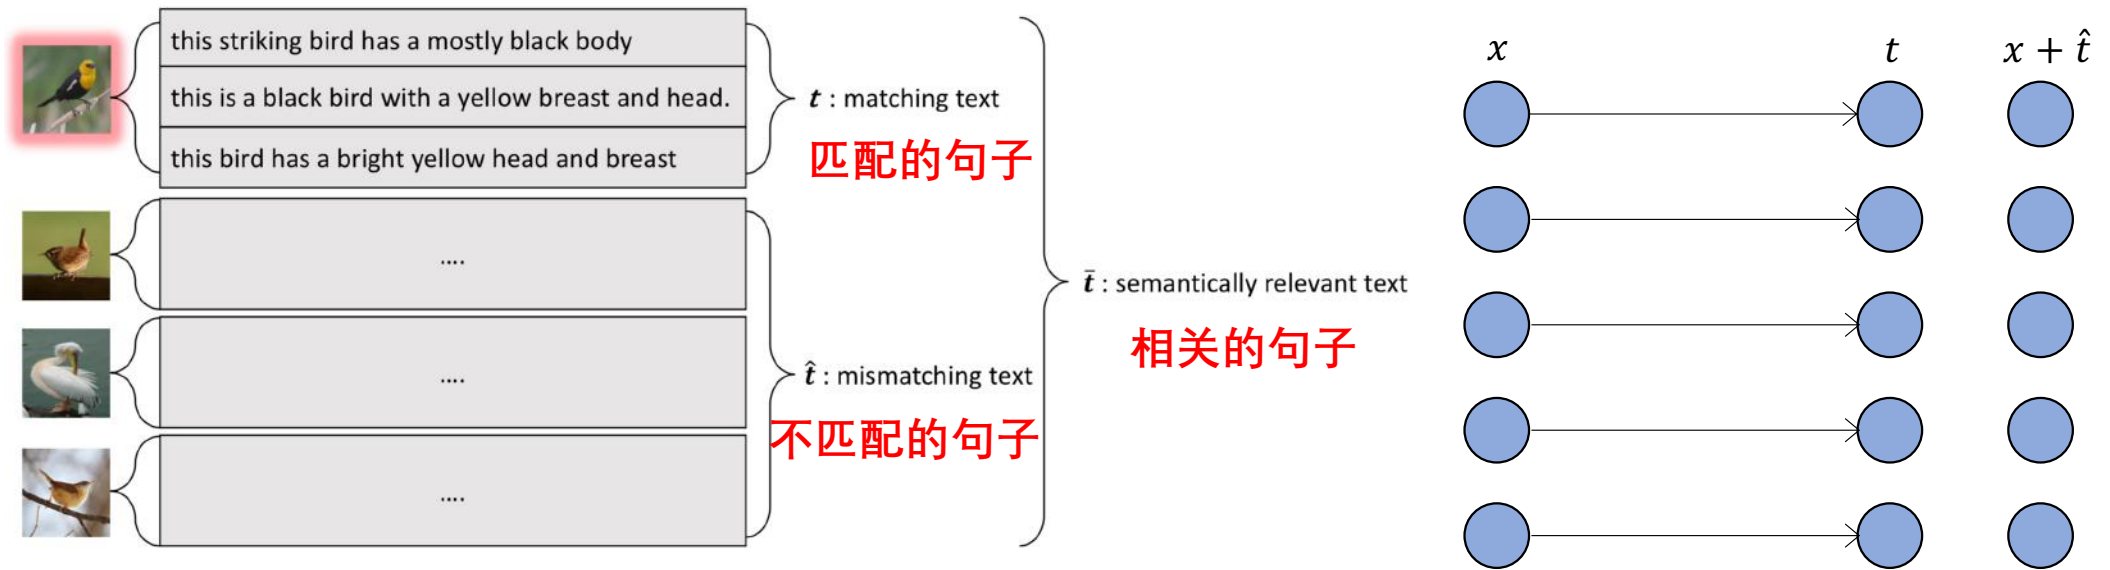 this striking bird has a mostly black body
this is a black bird with a yellow breast and head.
this bird has a bright yellow head and breast
t : matching text
匹配的句子
....
....
....
t̂ : mismatching text
不匹配的句子
t̄ : semantically relevant text
相关的句子
x
t
x + t̂